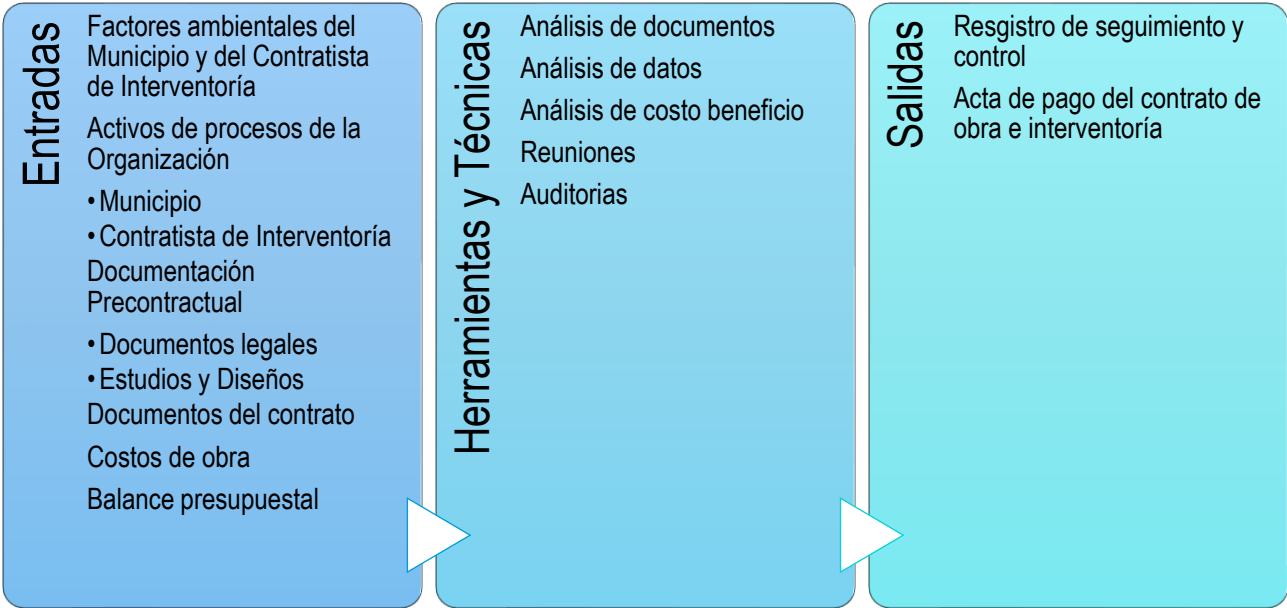 Entradas
Factores ambientales del
Municipio y del Contratista
de Interventoría
Activos de procesos de la
Organización
• Municipio
• Contratista de Interventoría
Documentación
Precontractual
• Documentos legales
• Estudios y Diseños
Documentos del contrato
Costos de obra
Balance presupuestal
Herramientas y Técnicas
Análisis de documentos
Análisis de datos
Análisis de costo beneficio
Reuniones
Auditorias
Salidas
Resgistro de seguimiento y
control
Acta de pago del contrato de
obra e interventoría